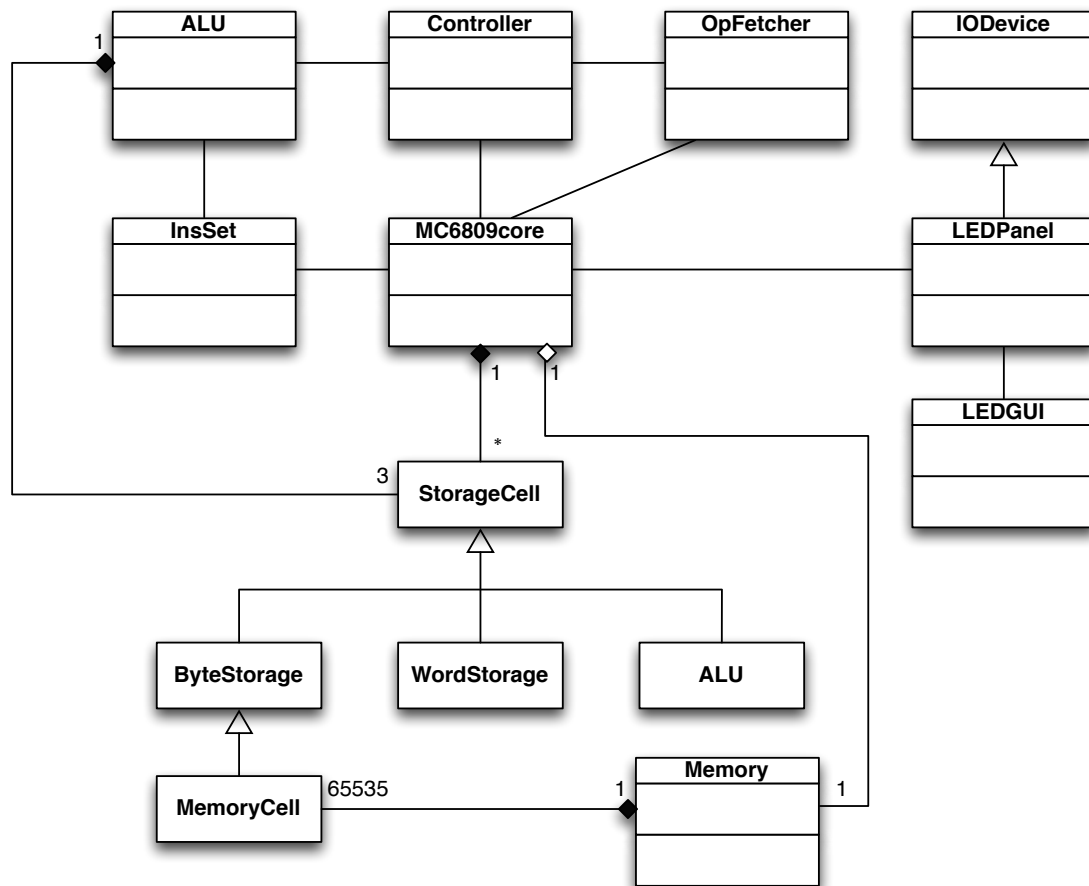 ALU
Controller
OpFetcher
IODevice
1
InsSet
MC6809core
LEDPanel
1
1
LEDGUI
*
3
StorageCell
ByteStorage
WordStorage
ALU
Memory
65535
1
1
MemoryCell